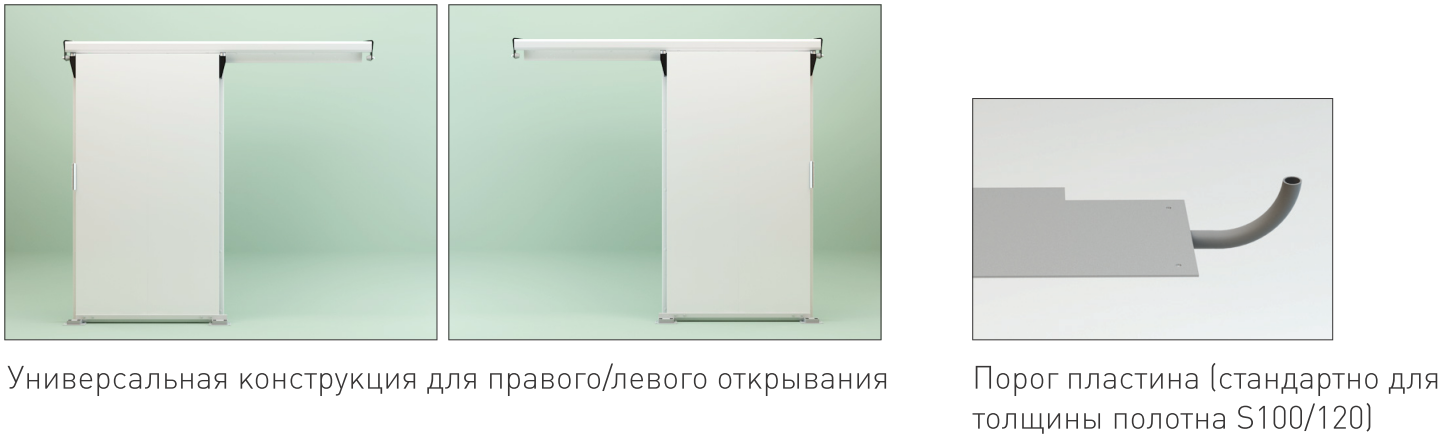 Универсальная конструкция для правого/левого открывания
Порог пластина (стандартно для
толщины полотна S100/120)